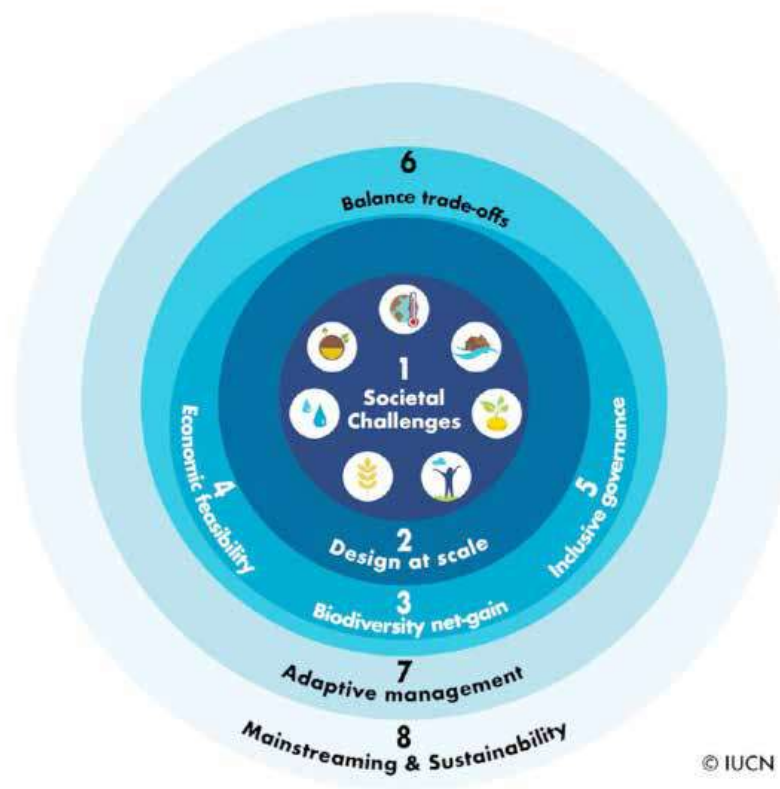 6
Balance trade-offs
1
Societal
Challenges
4
Economic feasibility
5
Inclusive governance
2
Design at scale
3
Biodiversity net-gain
7
Adaptive management
8
Mainstreaming & Sustainability
© IUCN